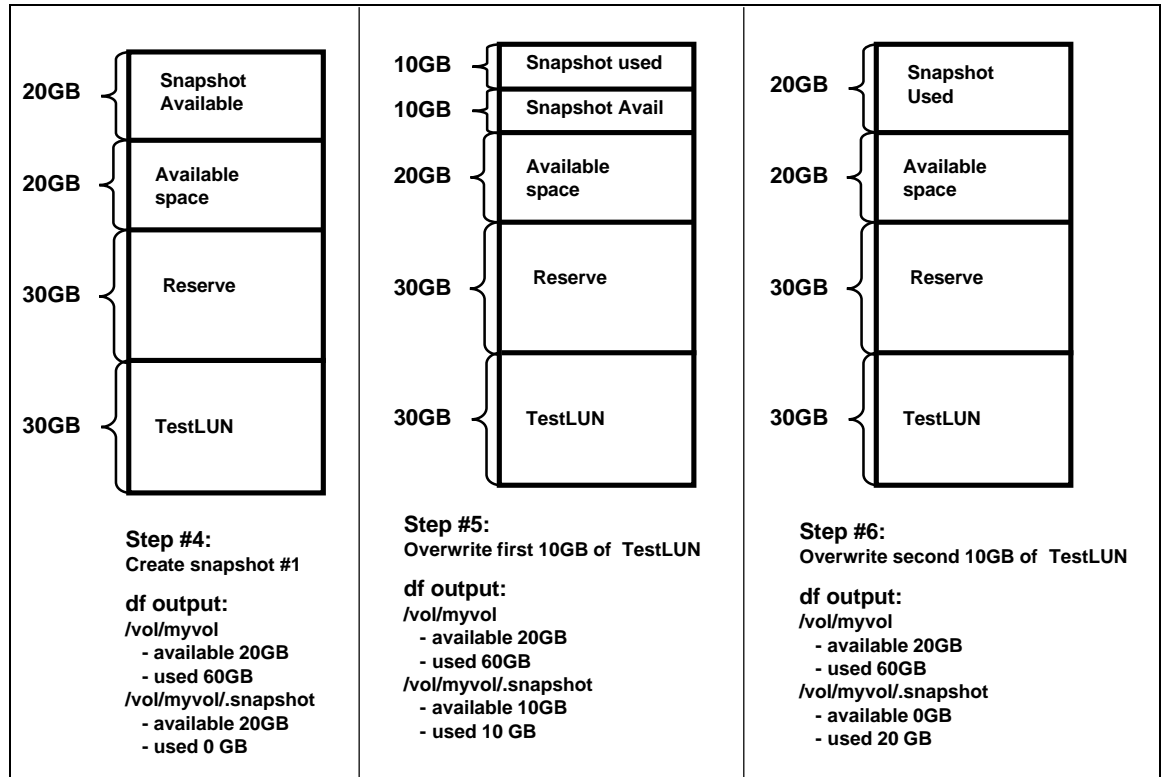 20GB
Snapshot
Available
20GB
Available
space
30GB
Reserve
30GB
TestLUN
Step #4:
Create snapshot #1
df output:
/vol/myvol
- available 20GB
- used 60GB
/vol/myvol/.snapshot
- available 20GB
- used 0 GB
10GB
Snapshot used
10GB
Snapshot Avail
20GB
Available
space
30GB
Reserve
30GB
TestLUN
Step #5:
Overwrite first 10GB of TestLUN
df output:
/vol/myvol
- available 20GB
- used 60GB
/vol/myvol/.snapshot
- available 10GB
- used 10 GB
20GB
Snapshot
Used
20GB
Available
space
30GB
Reserve
30GB
TestLUN
Step #6:
Overwrite second 10GB of TestLUN
df output:
/vol/myvol
- available 20GB
- used 60GB
/vol/myvol/.snapshot
- available 0GB
- used 20 GB